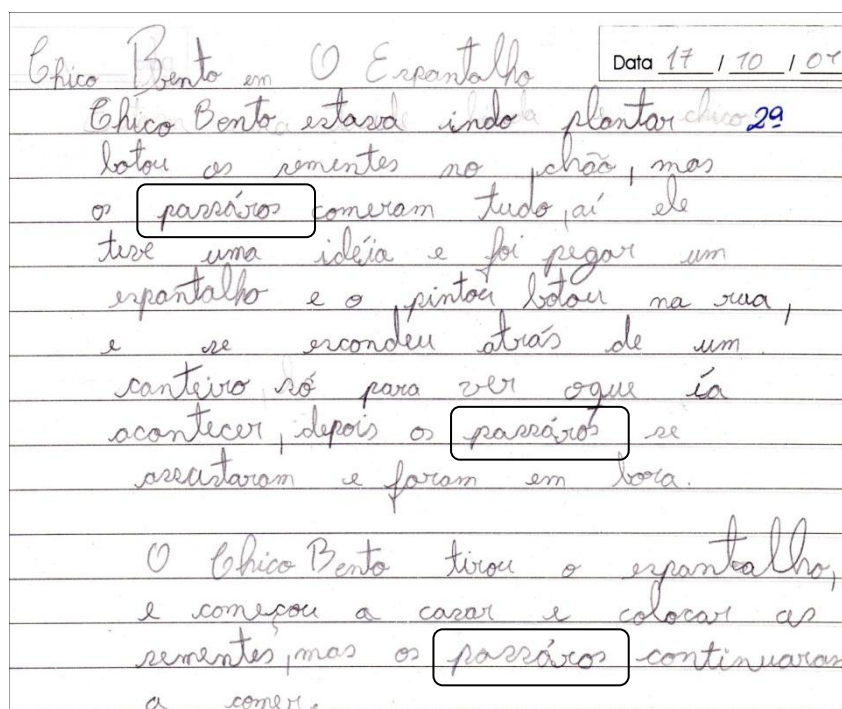 Chico Bento em O Espantalho
Data 17 / 10 / 07
Chico Bento estava indo plantar chico 2ª
botou as sementes no chão, mas
os passáros comeram tudo, aí ele
teve uma idéia e foi pegar um
espantalho e o pintou botou na rua,
e se escondeu atrás de um
canteiro só para ver oque ía
acontecer, depois os passáros se
assustaram e foram em bora.
O Chico Bento tirou o espantalho,
e começou a cavar e colocar as
sementes, mas os passáros continuaram
a comer.